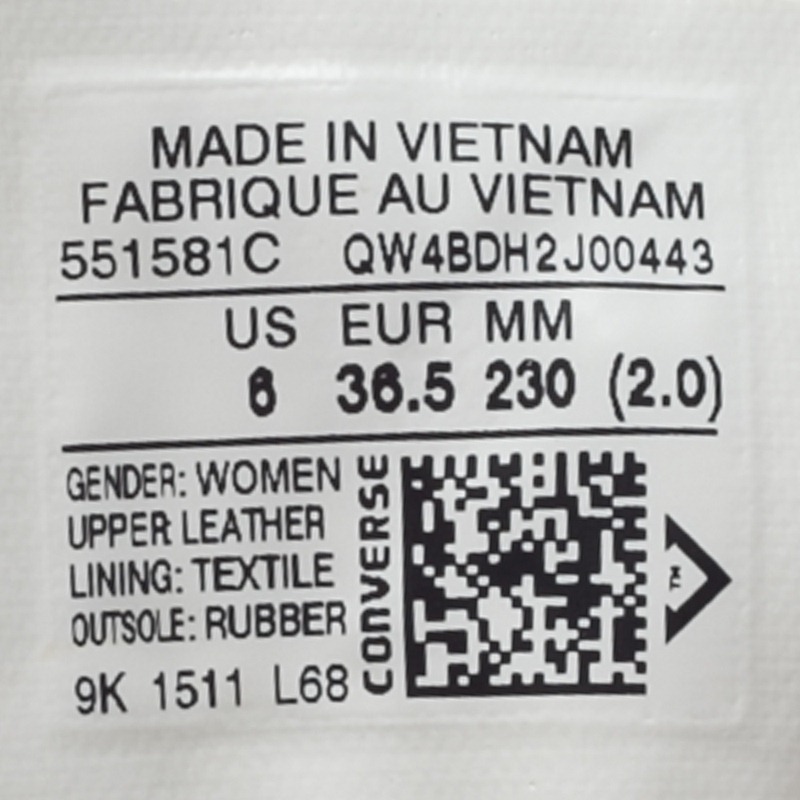 MADE IN VIETNAM
FABRIQUE AU VIETNAM
551581C QW4BDH2J00443
US EUR MM
6 36.5 230 (2.0)
GENDER: WOMEN
UPPER LEATHER
LINING: TEXTILE
OUTSOLE: RUBBER
9K 1511 L68
CONVERSE
TM